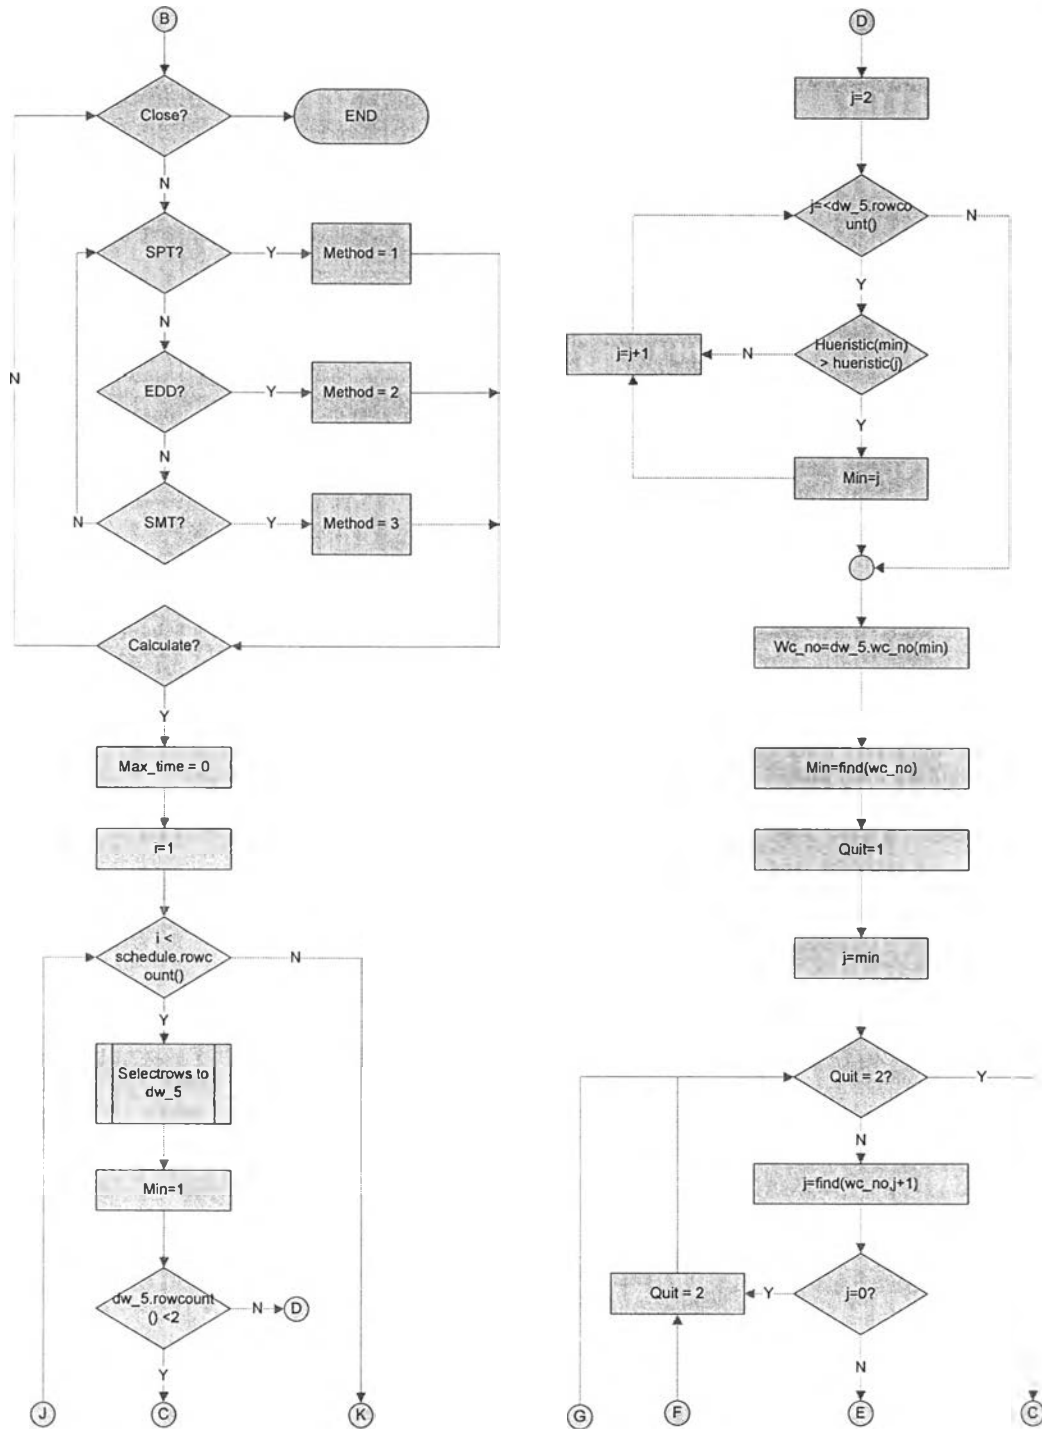 B
Close?
END
N
SPT?
Y
Method = 1
N
N
EDD?
Y
Method = 2
N
N
SMT?
Y
Method = 3
Calculate?
Y
Max_time = 0
i=1
i <
schedule.rowc
ount()
N
Y
Selectrows to
dw_5
Min=1
dw_5.rowcount
() <2
N
D
Y
J
C
K
D
j=2
j=<dw_5.rowco
unt()
N
Y
Hueristic(min)
> hueristic(j)
N
j=j+1
Y
Min=j
Wc_no=dw_5.wc_no(min)
Min=find(wc_no)
Quit=1
j=min
Quit = 2?
Y
N
j=find(wc_no,j+1)
j=0?
Y
Quit = 2
N
G
F
E
C